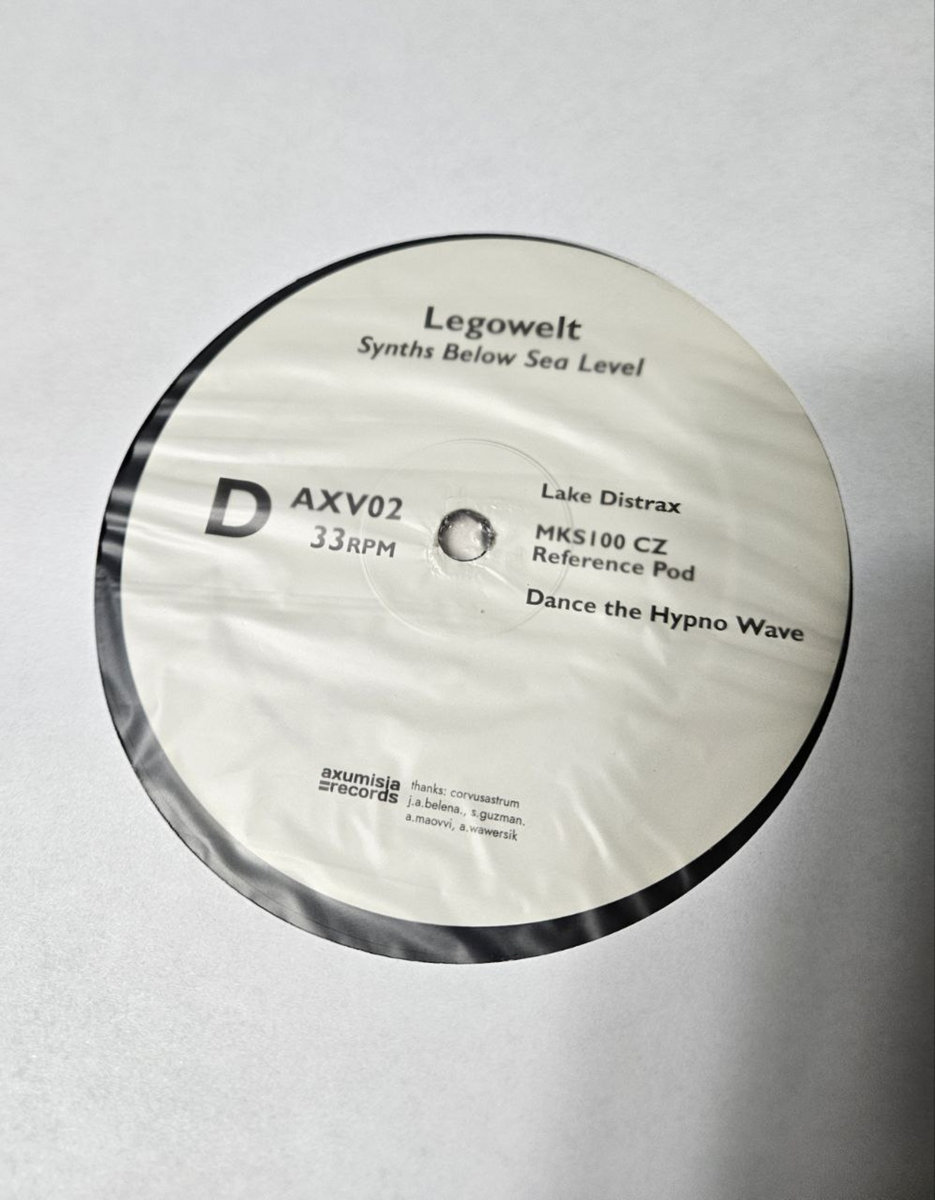 Legowelt
Synths Below Sea Level
D
AXV02
33RPM
Lake Distrax
MKS100 CZ
Reference Pod
Dance the Hypno Wave
axumisja
=records
thanks: corvusastrum
j.a.belena., s.guzman.
a.maovvi, a.wawersik